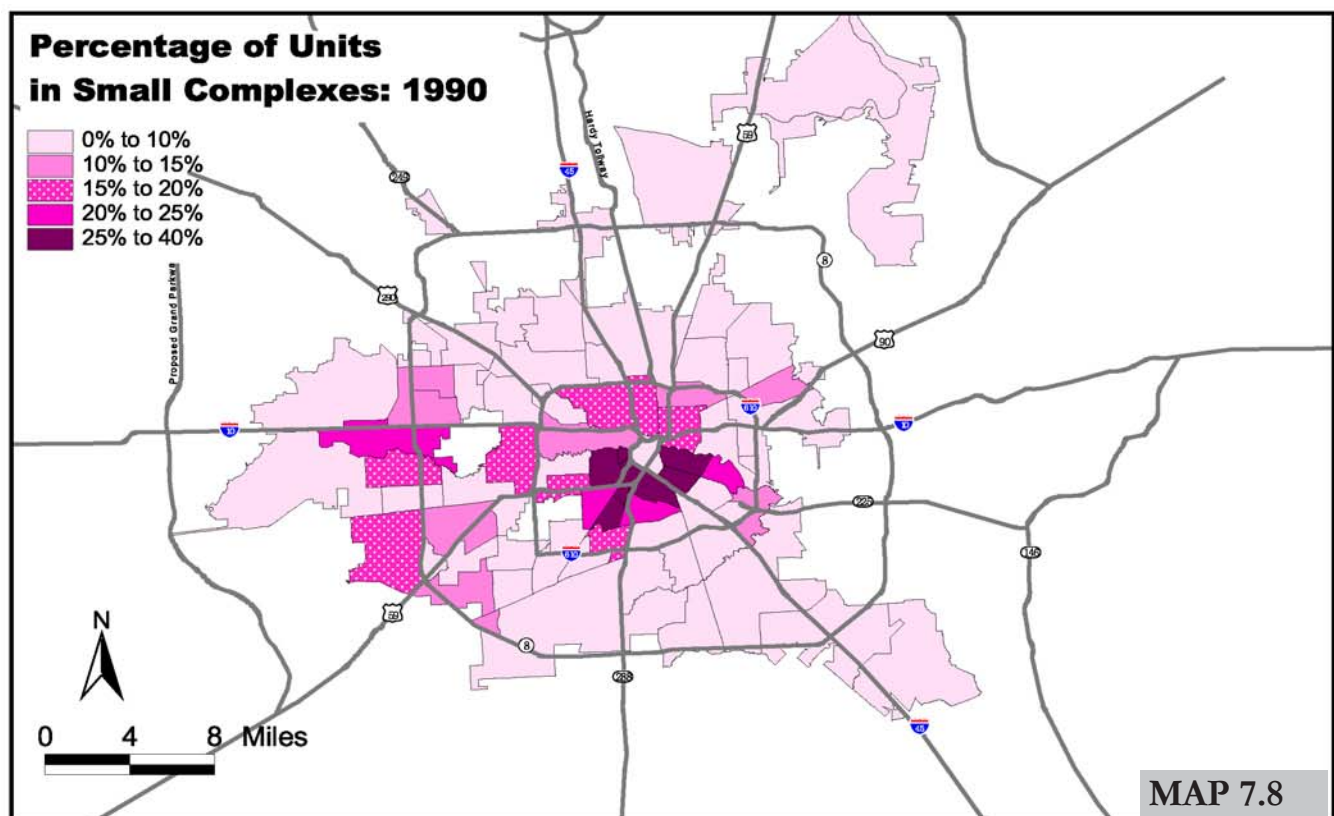 Percentage of Units
in Small Complexes: 1990
0% to 10%
10% to 15%
15% to 20%
20% to 25%
25% to 40%
Hardy Tollway
59
45
249
8
Proposed Grand Parkwa
290
90
10
610
10
225
610
146
59
8
288
45
N
0 4 8 Miles
MAP 7.8